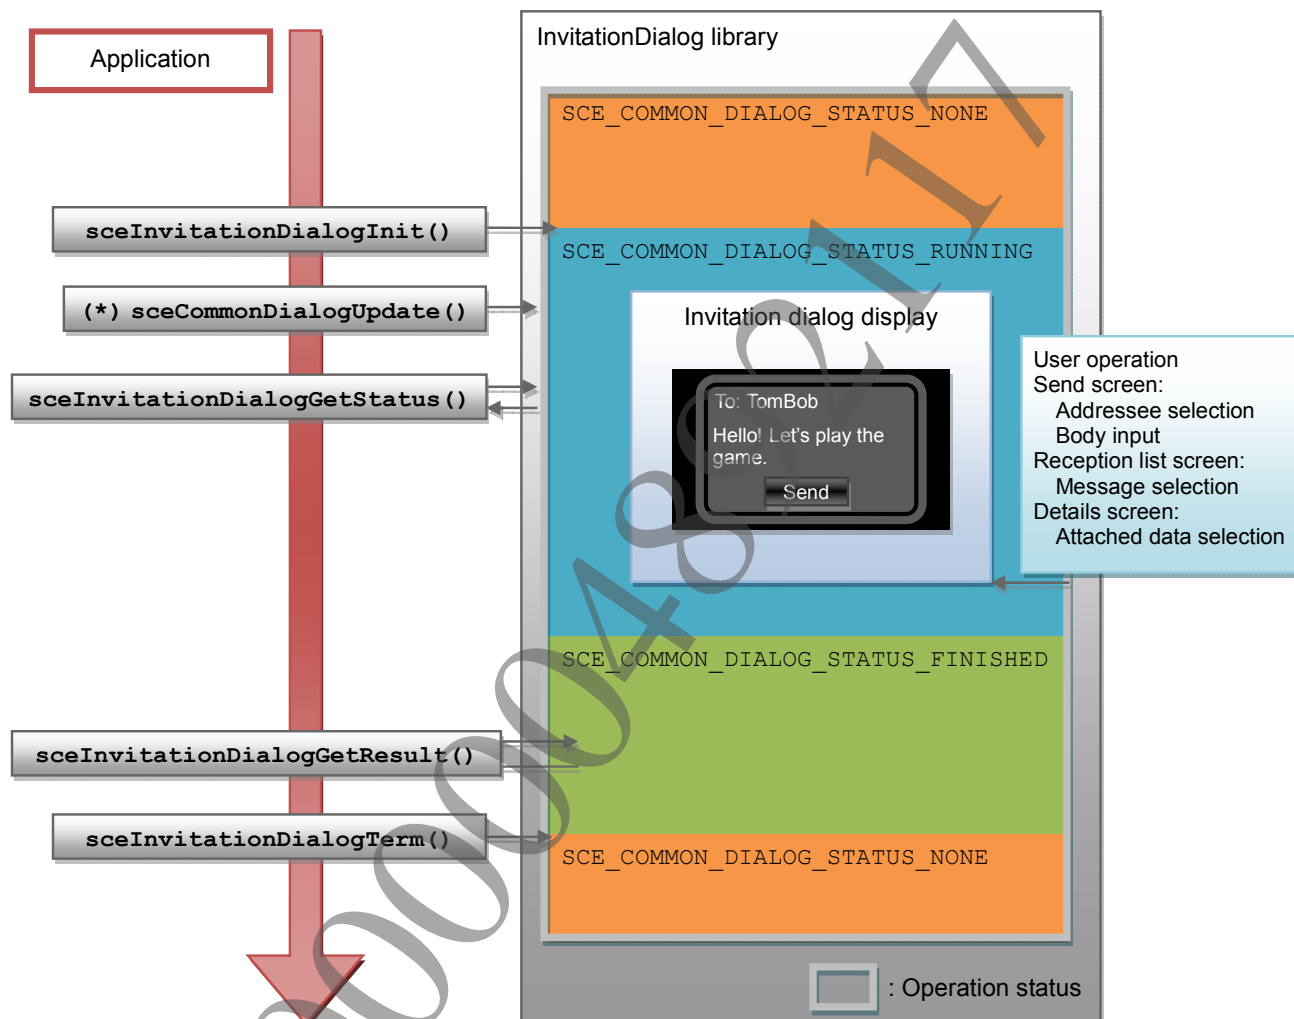 Application
InvitationDialog library
SCE_COMMON_DIALOG_STATUS_NONE
sceInvitationDialogInit()
SCE_COMMON_DIALOG_STATUS_RUNNING
(*) sceCommonDialogUpdate()
Invitation dialog display
sceInvitationDialogGetStatus()
To: TomBob
Hello! Let's play the
game.
Send
User operation
Send screen:
Addressee selection
Body input
Reception list screen:
Message selection
Details screen:
Attached data selection
SCE_COMMON_DIALOG_STATUS_FINISHED
sceInvitationDialogGetResult()
sceInvitationDialogTerm()
SCE_COMMON_DIALOG_STATUS_NONE
: Operation status